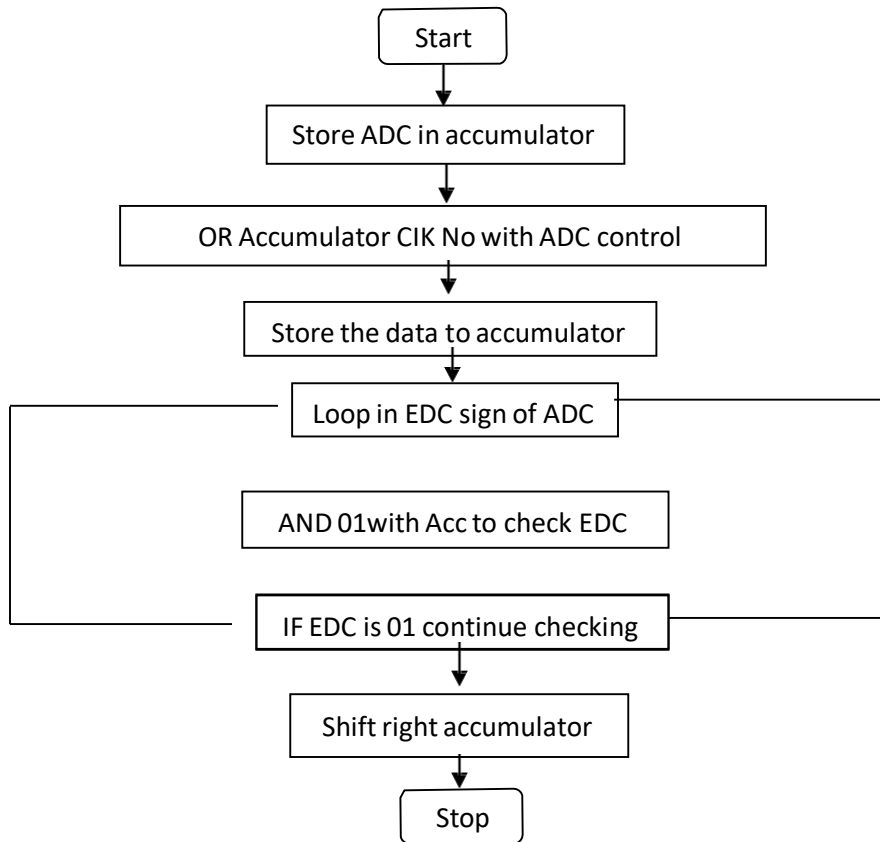 Start
Store ADC in accumulator
OR Accumulator CIK No with ADC control
Store the data to accumulator
Loop in EDC sign of ADC
AND 01with Acc to check EDC
IF EDC is 01 continue checking
Shift right accumulator
Stop